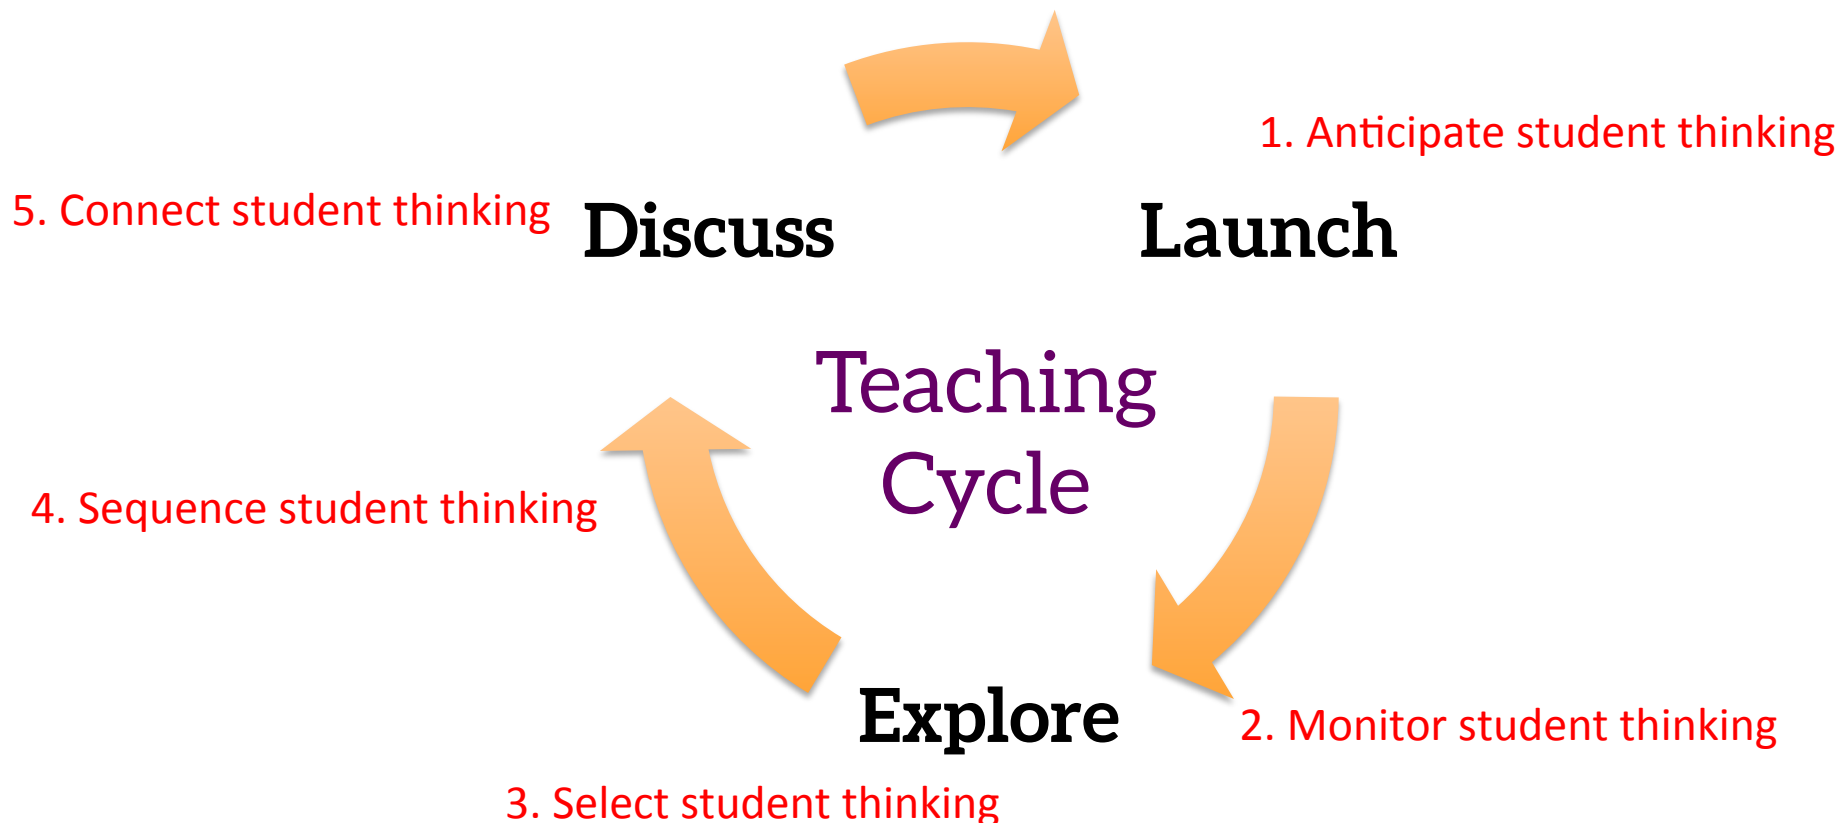 1. Anticipate student thinking
5. Connect student thinking
Discuss
Launch
Teaching
Cycle
4. Sequence student thinking
Explore
2. Monitor student thinking
3. Select student thinking